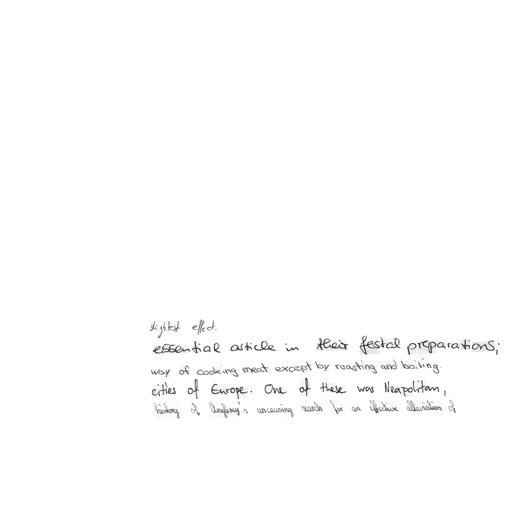 slightest effect.
essential article in their festal preparations;
way of cooking meat except by roasting and boiling.
cities of Europe. One of these was Neapolitan,
history of unceasing search for an effective alleviation of